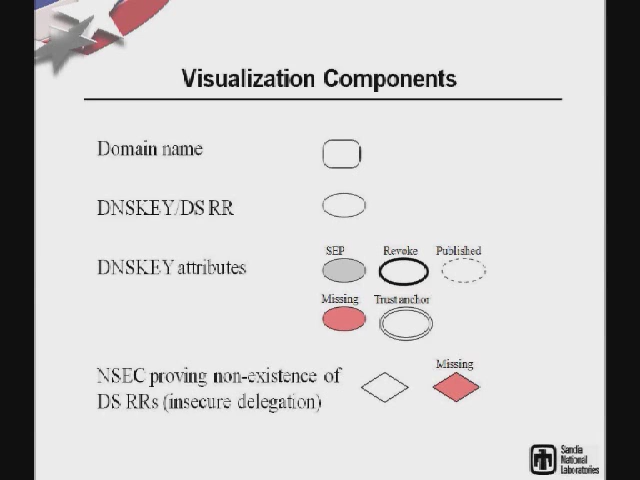 Visualization Components
Domain name
DNSKEY/DS RR
DNSKEY attributes
SEP Revoke Published
Missing Trust anchor
NSEC proving non-existence of
DS RRs (insecure delegation)
Missing
Sandia
National
Laboratories